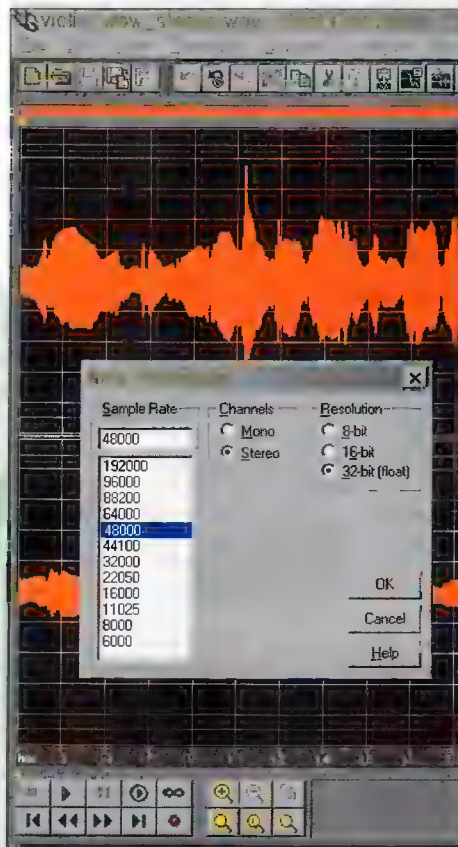 Sample Rate
48000
192000
96000
88200
64000
48000
44100
32000
22050
16000
11025
8000
6000
Channels
Mono
Stereo
Resolution
8-bit
16-bit
32-bit (float)
OK
Cancel
Help